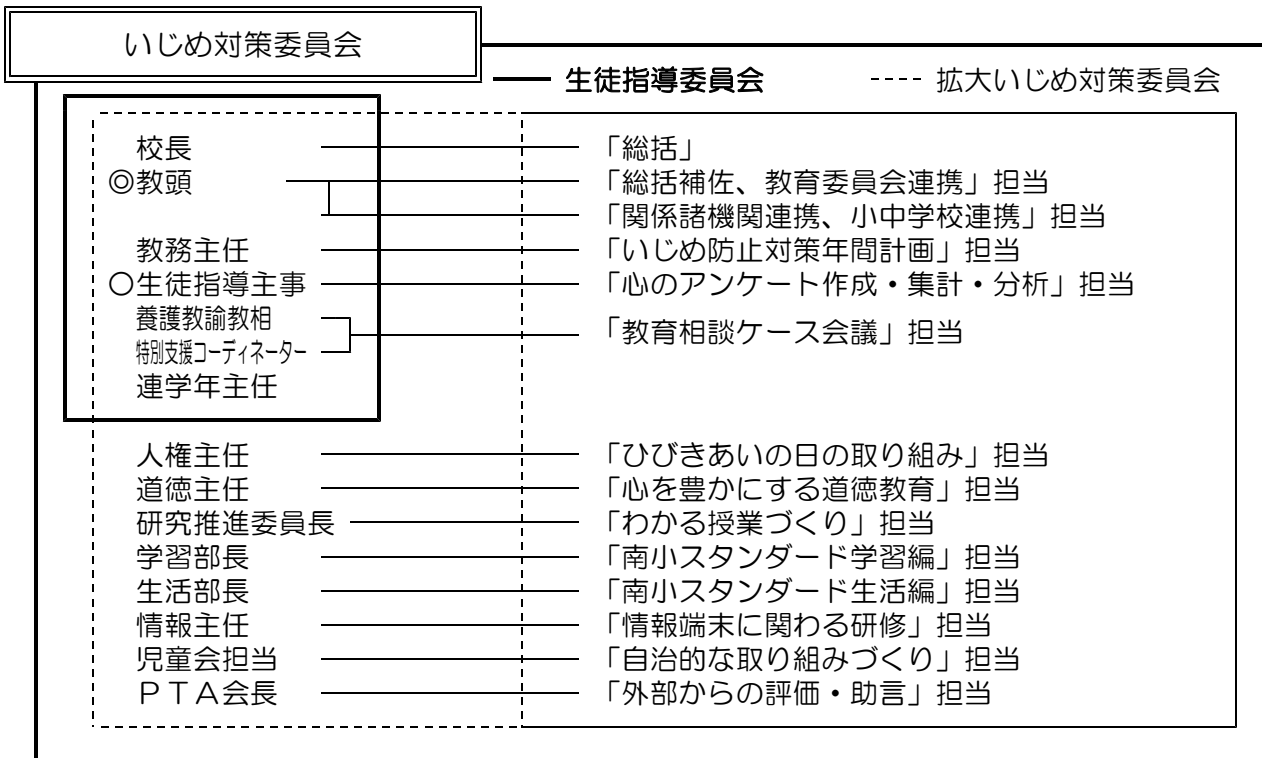 いじめ対策委員会
生徒指導委員会 ---- 拡大いじめ対策委員会
校長 「総括」
◎教頭 「総括補佐、教育委員会連携」担当
「関係諸機関連携、小中学校連携」担当
教務主任 「いじめ防止対策年間計画」担当
○生徒指導主事 「心のアンケート作成・集計・分析」担当
養護教諭教相
「教育相談ケース会議」担当
特別支援コーディネーター
連学年主任
人権主任 「ひびきあいの日の取り組み」担当
道徳主任 「心を豊かにする道徳教育」担当
研究推進委員長 「わかる授業づくり」担当
学習部長 「南小スタンダード学習編」担当
生活部長 「南小スタンダード生活編」担当
情報主任 「情報端末に関わる研修」担当
児童会担当 「自治的な取り組みづくり」担当
ＰＴＡ会長 「外部からの評価・助言」担当